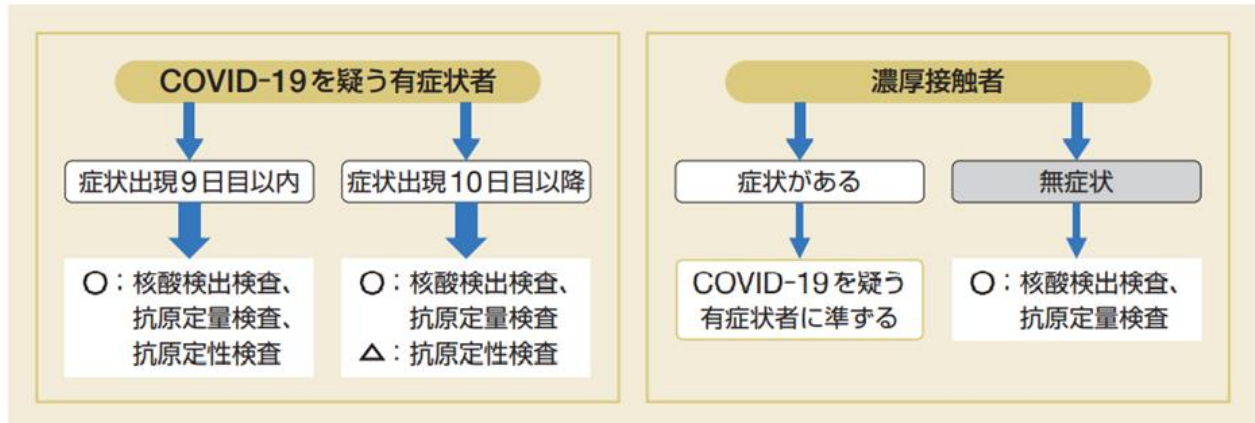 COVID-19を疑う有症状者
症状出現9日目以内
症状出現10日目以降
○：核酸検出検査、
抗原定量検査、
抗原定性検査
○：核酸検出検査、
抗原定量検査
△：抗原定性検査
濃厚接触者
症状がある
無症状
COVID-19を疑う
有症状者に準ずる
○：核酸検出検査、
抗原定量検査